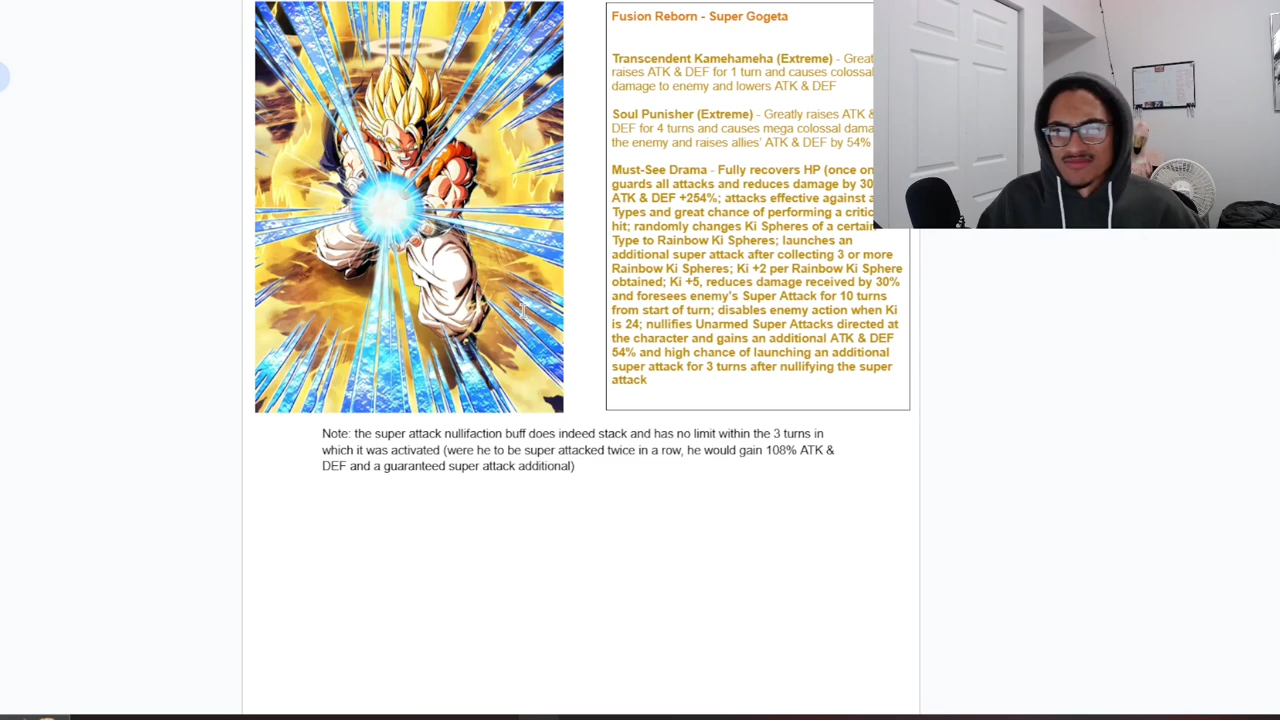 Fusion Reborn - Super Gogeta
Transcendent Kamehameha (Extreme) - Great
raises ATK & DEF for 1 turn and causes colossal
damage to enemy and lowers ATK & DEF
Soul Punisher (Extreme) - Greatly raises ATK &
DEF for 4 turns and causes mega colossal dama
the enemy and raises allies' ATK & DEF by 54%
Must-See Drama - Fully recovers HP (once on
guards all attacks and reduces damage by 30
ATK & DEF +254%; attacks effective against a
Types and great chance of performing a critic
hit; randomly changes Ki Spheres of a certain
Type to Rainbow Ki Spheres; launches an
additional super attack after collecting 3 or more
Rainbow Ki Spheres; Ki +2 per Rainbow Ki Sphere
obtained; Ki +5, reduces damage received by 30%
and foresees enemy's Super Attack for 10 turns
from start of turn; disables enemy action when Ki
is 24; nullifies Unarmed Super Attacks directed at
the character and gains an additional ATK & DEF
54% and high chance of launching an additional
super attack for 3 turns after nullifying the super
attack
Note: the super attack nullifaction buff does indeed stack and has no limit within the 3 turns in
which it was activated (were he to be super attacked twice in a row, he would gain 108% ATK &
DEF and a guaranteed super attack additional)